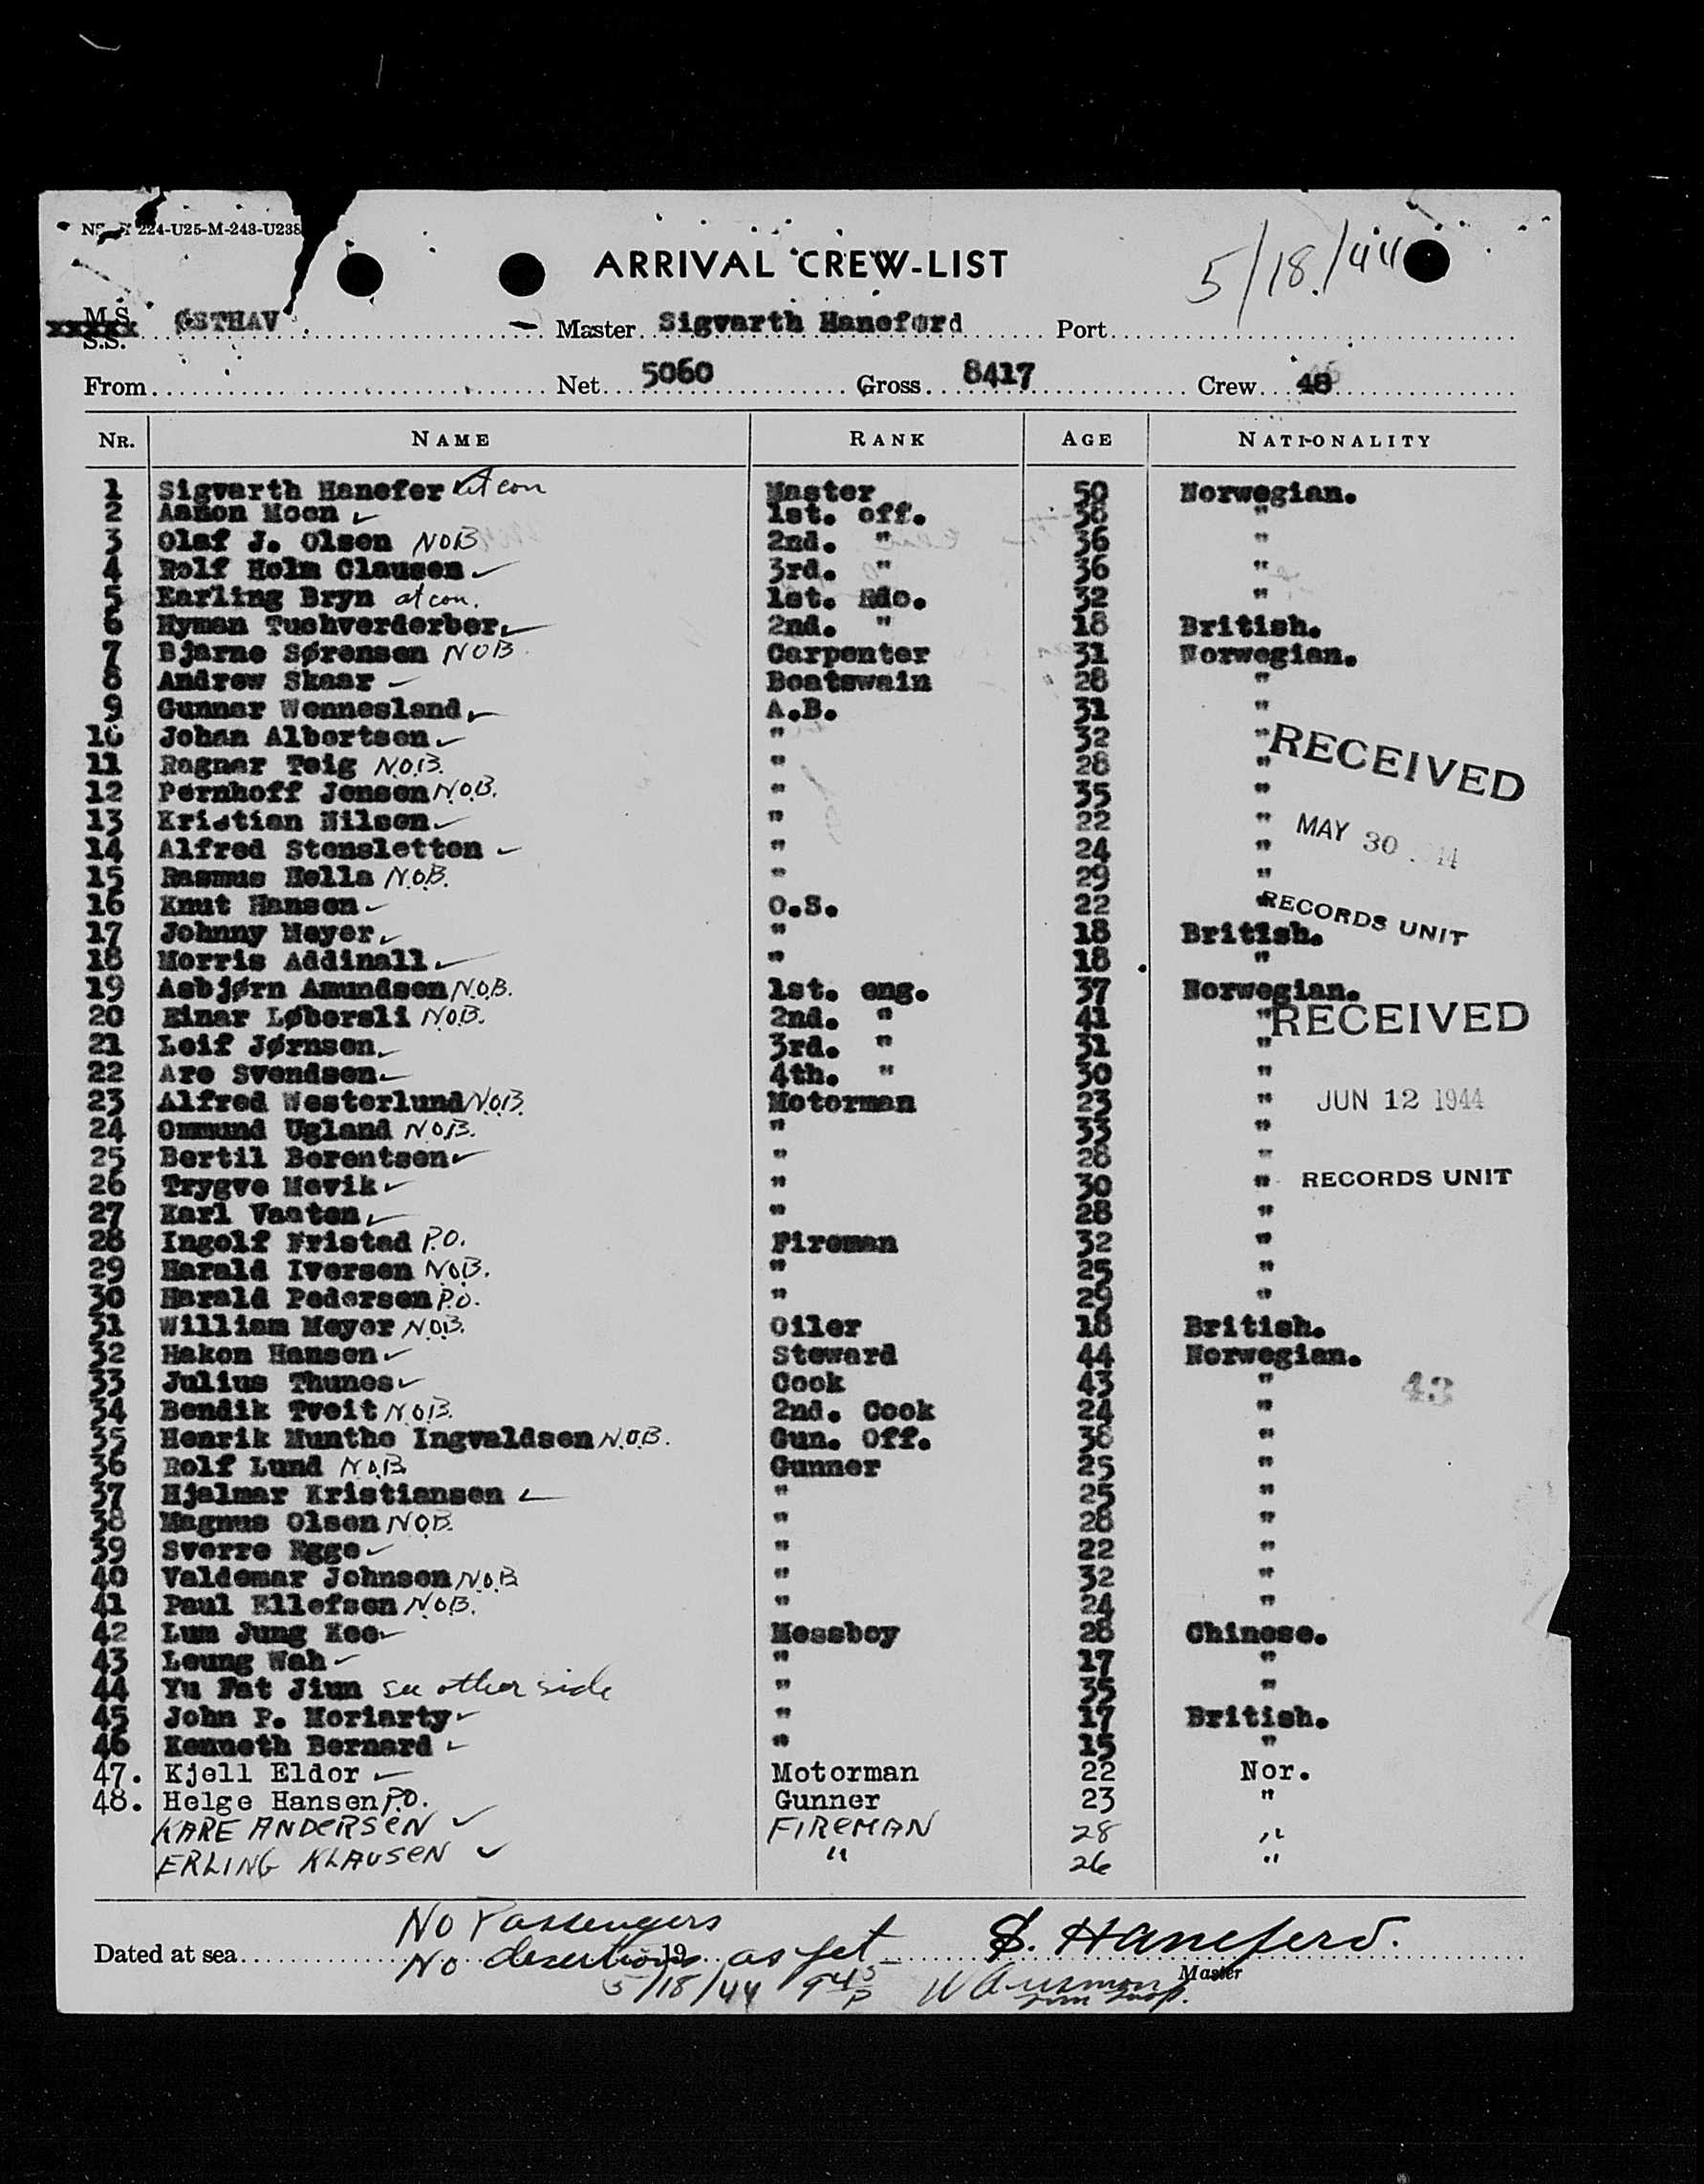 224-U25-M-243-U238
ARRIVAL CREW-LIST 5/18/44
M.S. ØSTHAV Master Sigvarth Haneferd Port
S.S.
From Net 5060 Gross 8417 Crew 48
NR. NAME RANK AGE NATIONALITY
1 Sigvarth Hanefer at con Master 50 Norwegian.
2 Aanon Moen 1st. off. 38 "
3 Olaf J. Olsen NOB 2nd. " 36 "
4 Rolf Holm Clausen 3rd. " 36 "
5 Earling Bryn at con. 1st. Rdo. 32 "
6 Hyman Tuchverderber 2nd. " 18 British.
7 Bjarne Sørensen NOB Carpenter 31 Norwegian.
8 Andrew Skaar Boatswain 28 "
9 Gunnar Wennesland A.B. 31 "
10 Johan Albertsen " 32 "
11 Ragnar Teig N.O.B. " 28 "
12 Pernhoff Jensen N.O.B. " 35 "
13 Kristian Nilsen " 22 "
14 Alfred Stensletten " 24 "
15 Rasmus Hella N.O.B. " 29 "
16 Knut Hansen O.S. 22 "
17 Johnny Meyer " 18 British.
18 Morris Addinall " 18 "
19 Asbjørn Amundsen N.O.B. 1st. eng. 37 Norwegian.
20 Einar Løbersli N.O.B. 2nd. " 41 "
21 Leif Jørnsen 3rd. " 31 "
22 Are Svendsen 4th. " 30 "
23 Alfred Westerlund N.O.B. Motorman 23 "
24 Ommund Ugland N.O.B. " 33 "
25 Bertil Berentsen " 28 "
26 Trygve Mevik " 30 "
27 Karl Vaaten " 28 "
28 Ingolf Fristad P.O. Fireman 32 "
29 Harald Iversen N.O.B. " 25 "
30 Harald Pedersen P.O. " 29 "
31 William Meyer N.O.B. Oiler 18 British.
32 Hakon Hansen Steward 44 Norwegian.
33 Julius Thunes Cook 43 "
34 Bendik Tveit N.O.B. 2nd. Cook 24 "
35 Henrik Munthe Ingvaldsen N.O.B. Gun. Off. 38 "
36 Rolf Lund N.O.B. Gunner 25 "
37 Hjalmar Kristiansen " 25 "
38 Magnus Olsen N.O.B. " 28 "
39 Sverre Egge " 22 "
40 Valdemar Johnsen N.O.B. " 32 "
41 Paul Ellefsen N.O.B. " 24 "
42 Lum Jung Kee Messboy 28 Chinese.
43 Leung Wah " 17 "
44 Yu Fat Jiun see other side " 35 "
45 John P. Moriarty " 17 British.
46 Kenneth Bernard " 15 "
47. Kjell Eldor Motorman 22 Nor.
48. Helge Hansen P.O. Gunner 23 "
KARE ANDERSEN FIREMAN 28 "
ERLING KLAUSEN " 26 "
RECEIVED
MAY 30 44
RECORDS UNIT
RECEIVED
JUN 12 1944
RECORDS UNIT
43
No Passengers
Dated at sea 19 S. Haneferd.
No desertions as yet Master
5/18/44 945 P